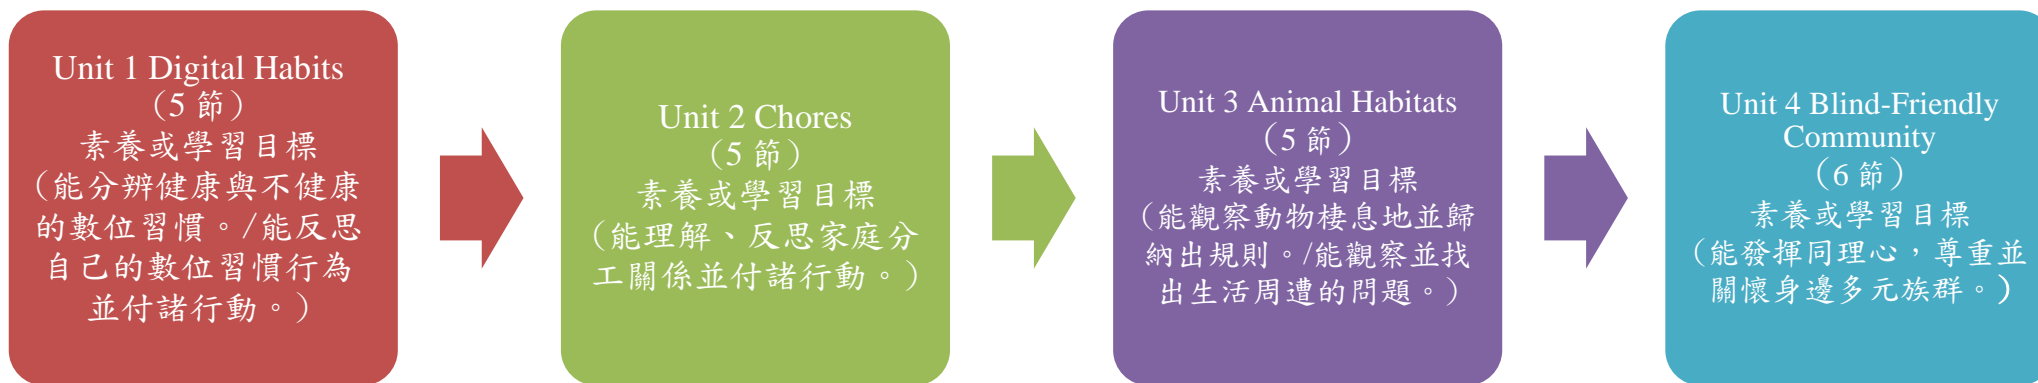 Unit 1 Digital Habits
（5 節）
素養或學習目標
（能分辨健康與不健康
的數位習慣。/能反思
自己的數位習慣行為
並付諸行動。）
Unit 2 Chores
（5 節）
素養或學習目標
（能理解、反思家庭分
工關係並付諸行動。）
Unit 3 Animal Habitats
（5 節）
素養或學習目標
（能觀察動物棲息地並歸
納出規則。/能觀察並找
出生活周遭的問題。）
Unit 4 Blind-Friendly
Community
（6 節）
素養或學習目標
（能發揮同理心，尊重並
關懷身邊多元族群。）